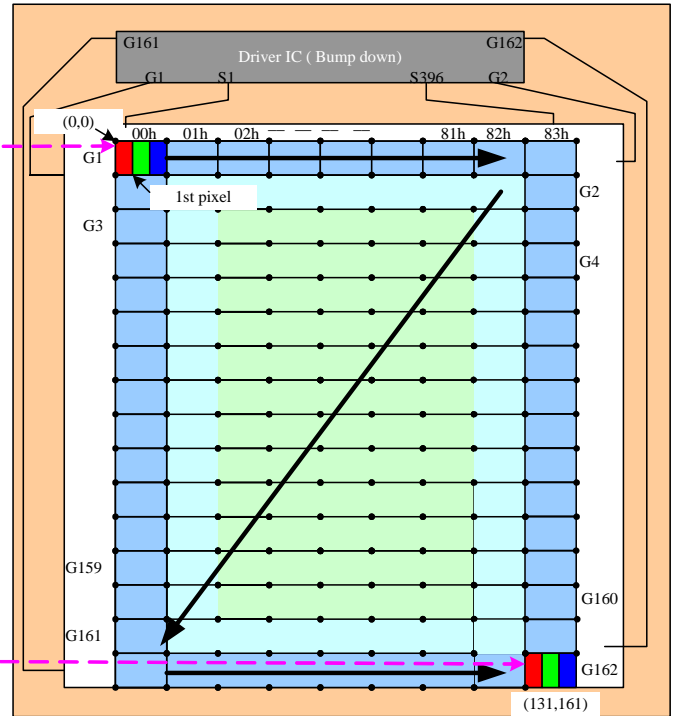 G161 G162
Driver IC ( Bump down)
G1 S1 S396 G2
(0,0)
00h 01h 02h 81h 82h 83h
G1
1st pixel
G2
G3
G4
G159
G160
G161
G162
(131,161)